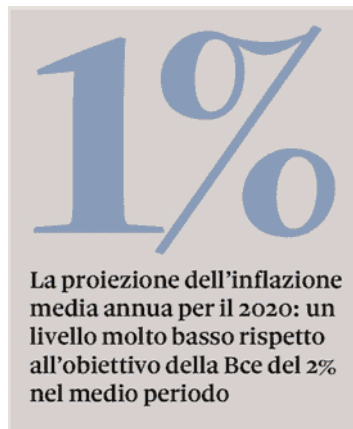 1%
La proiezione dell'inflazione
media annua per il 2020: un
livello molto basso rispetto
all'obiettivo della Bce del 2%
nel medio periodo